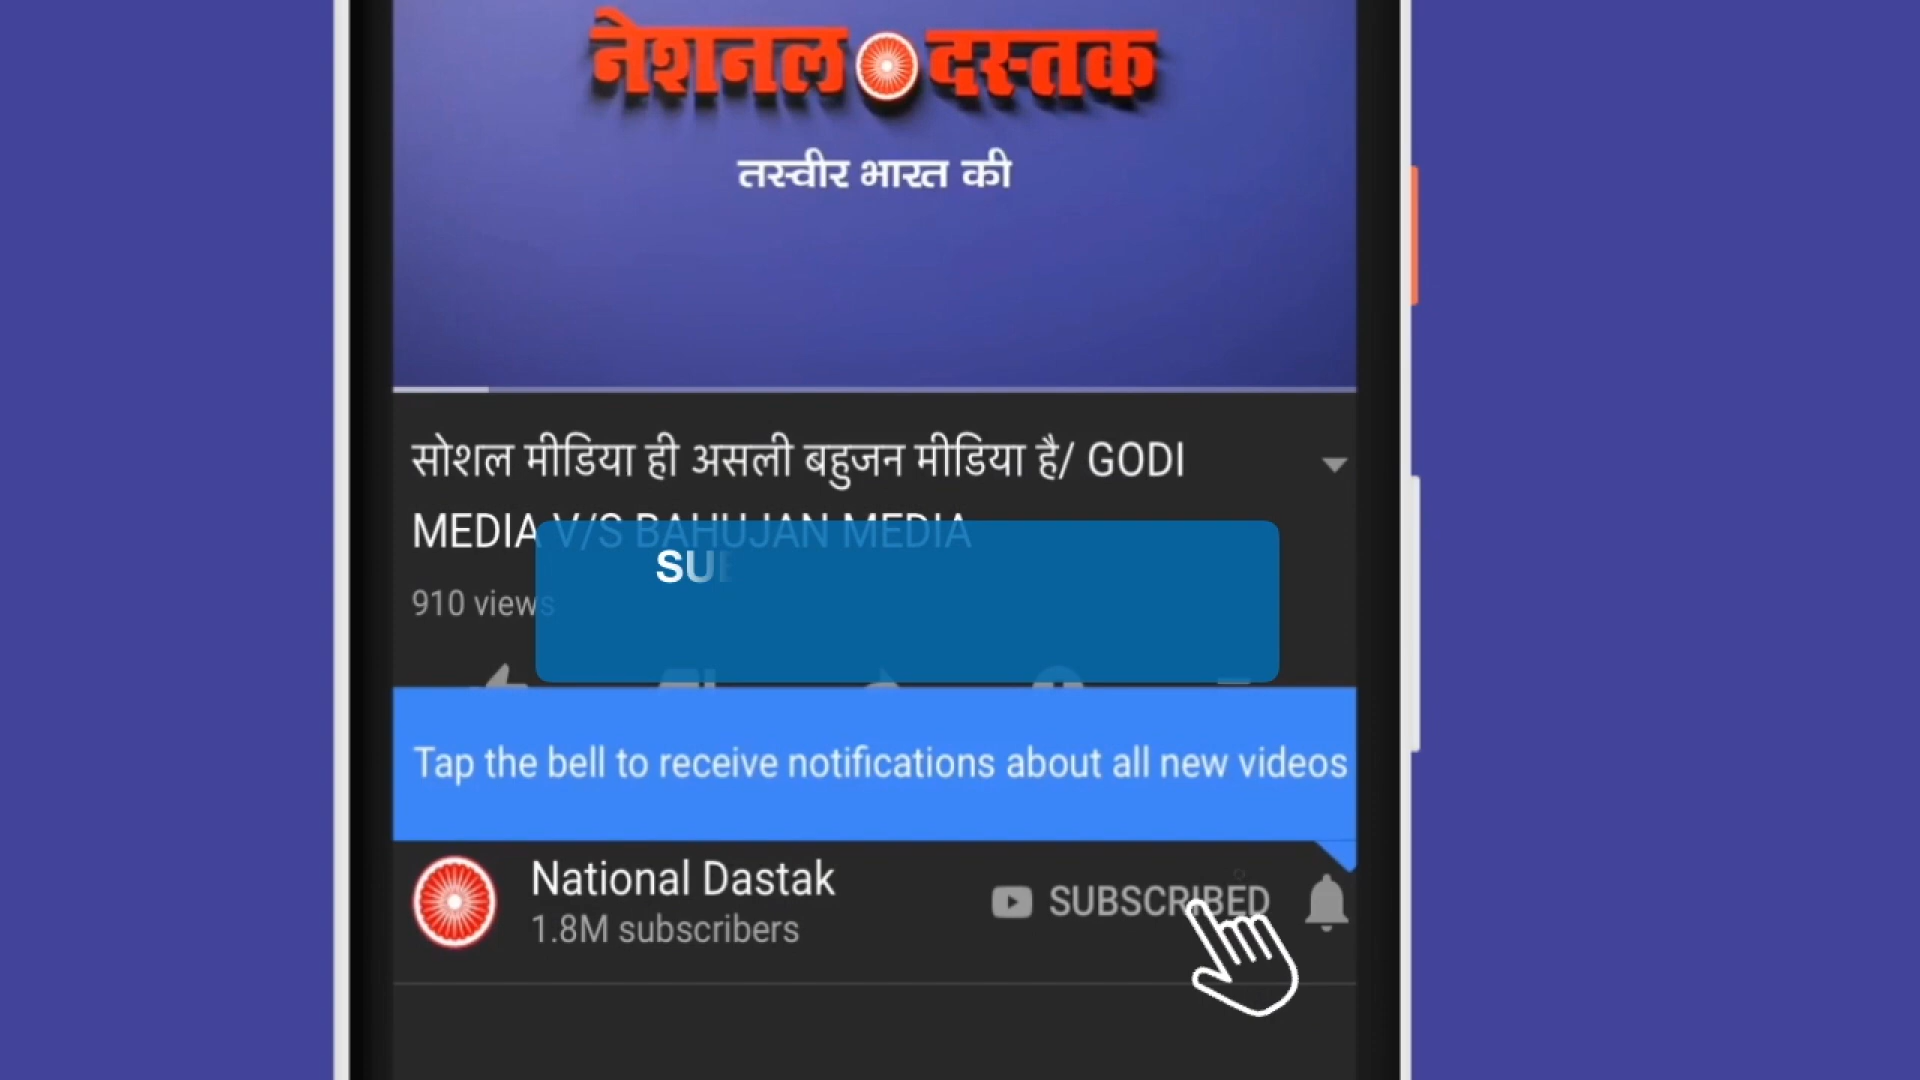 नेशनल दस्तक
तस्वीर भारत की
सोशल मीडिया ही असली बहुजन मीडिया है/ GODI
MEDIA V/S BAHUJAN MEDIA
SU
910 views
Tap the bell to receive notifications about all new videos
National Dastak
SUBSCRIBED
1.8M subscribers